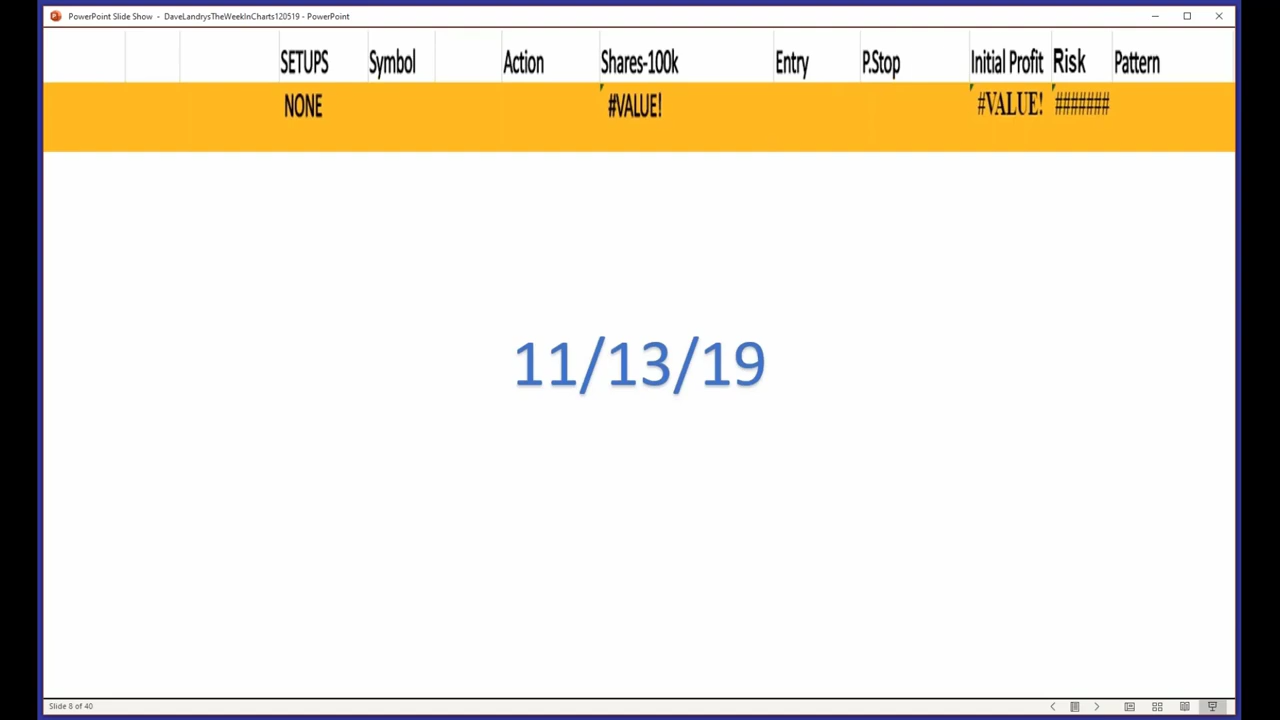 PowerPoint Slide Show - DaveLandrysTheWeekInCharts120519 - PowerPoint
SETUPS Symbol Action Shares-100k Entry P.Stop Initial Profit Risk Pattern
NONE #VALUE! #VALUE! #######
11/13/19
Slide 8 of 40